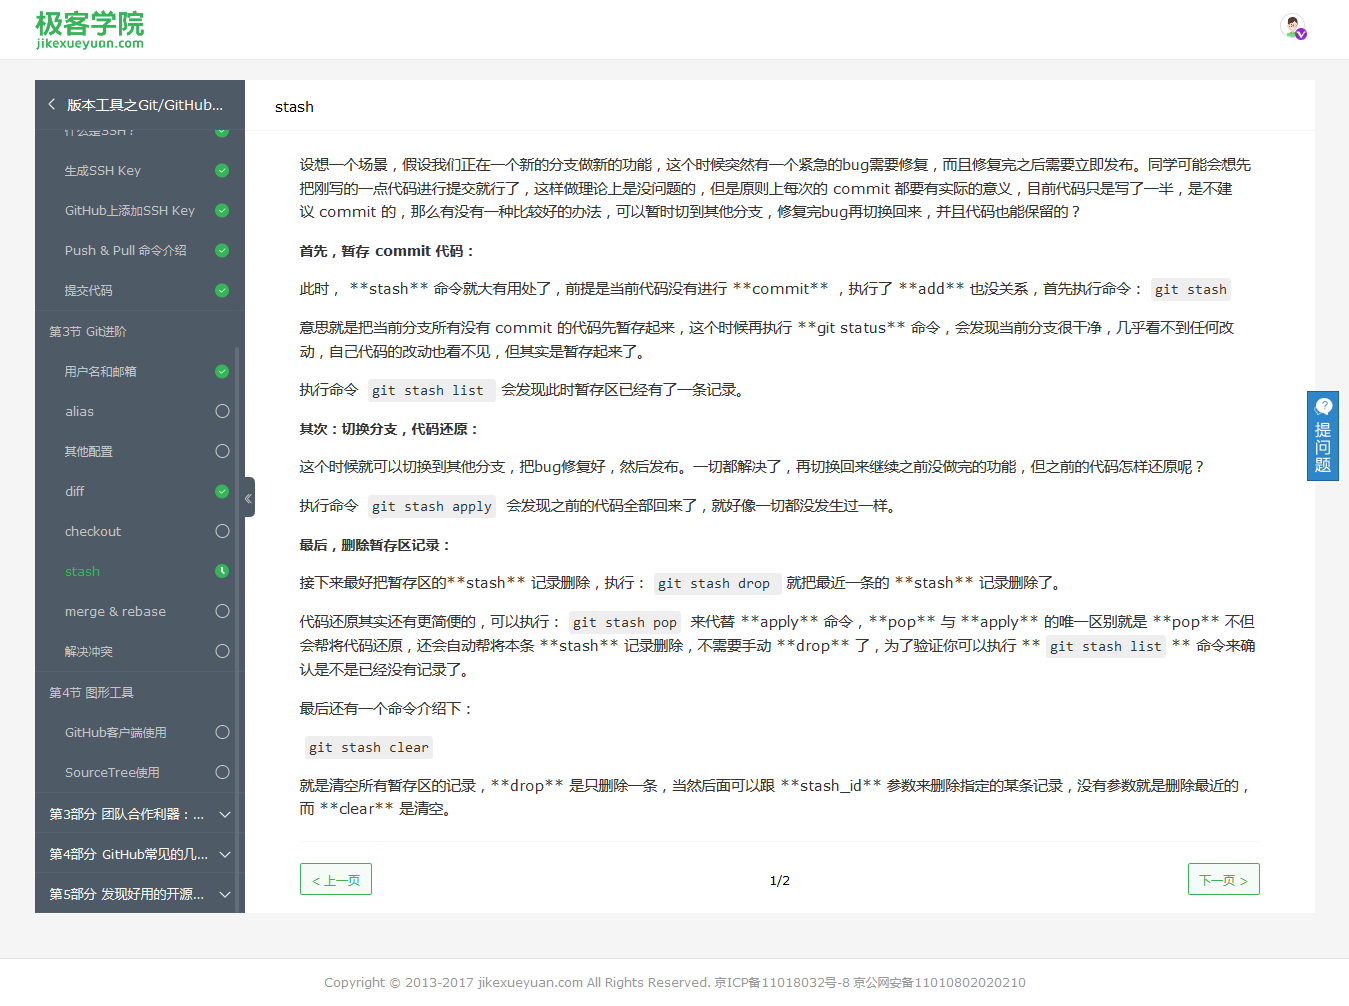 极客学院
jikexueyuan.com
版本工具之Git/GitHub...
什么是SSH？
生成SSH Key
GitHub上添加SSH Key
Push & Pull 命令介绍
提交代码
第3节 Git进阶
用户名和邮箱
alias
其他配置
diff
checkout
stash
merge & rebase
解决冲突
第4节 图形工具
GitHub客户端使用
SourceTree使用
第3部分 团队合作利器：...
第4部分 GitHub常见的几...
第5部分 发现好用的开源...
stash
设想一个场景，假设我们正在一个新的分支做新的功能，这个时候突然有一个紧急的bug需要修复，而且修复完之后需要立即发布。同学可能会想先
把刚写的一点代码进行提交就行了，这样做理论上是没问题的，但是原则上每次的 commit 都要有实际的意义，目前代码只是写了一半，是不建
议 commit 的，那么有没有一种比较好的办法，可以暂时切到其他分支，修复完bug再切换回来，并且代码也能保留的？
首先，暂存 commit 代码：
此时， **stash** 命令就大有用处了，前提是当前代码没有进行 **commit** ，执行了 **add** 也没关系，首先执行命令： git stash
意思就是把当前分支所有没有 commit 的代码先暂存起来，这个时候再执行 **git status** 命令，会发现当前分支很干净，几乎看不到任何改
动，自己代码的改动也看不见，但其实是暂存起来了。
执行命令 git stash list 会发现此时暂存区已经有了一条记录。
其次：切换分支，代码还原：
这个时候就可以切换到其他分支，把bug修复好，然后发布。一切都解决了，再切换回来继续之前没做完的功能，但之前的代码怎样还原呢？
执行命令 git stash apply 会发现之前的代码全部回来了，就好像一切都没发生过一样。
最后，删除暂存区记录：
接下来最好把暂存区的**stash** 记录删除，执行： git stash drop 就把最近一条的 **stash** 记录删除了。
代码还原其实还有更简便的，可以执行： git stash pop 来代替 **apply** 命令，**pop** 与 **apply** 的唯一区别就是 **pop** 不但
会帮将代码还原，还会自动帮将本条 **stash** 记录删除，不需要手动 **drop** 了，为了验证你可以执行 ** git stash list ** 命令来确
认是不是已经没有记录了。
最后还有一个命令介绍下：
git stash clear
就是清空所有暂存区的记录，**drop** 是只删除一条，当然后面可以跟 **stash_id** 参数来删除指定的某条记录，没有参数就是删除最近的，
而 **clear** 是清空。
< 上一页
1/2
下一页 >
提问题
Copyright © 2013-2017 jikexueyuan.com All Rights Reserved. 京ICP备11018032号-8 京公网安备11010802020210